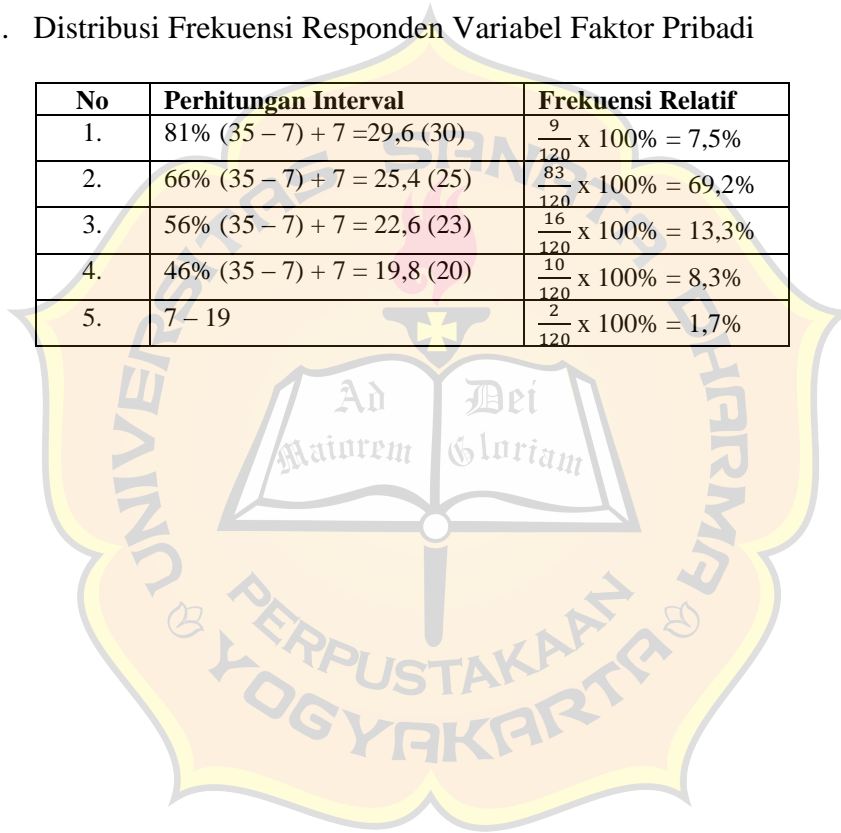 . Distribusi Frekuensi Responden Variabel Faktor Pribadi
No Perhitungan Interval Frekuensi Relatif
1. 81% (35 – 7) + 7 =29,6 (30) 9/120 x 100% = 7,5%
2. 66% (35 – 7) + 7 = 25,4 (25) 83/120 x 100% = 69,2%
3. 56% (35 – 7) + 7 = 22,6 (23) 16/120 x 100% = 13,3%
4. 46% (35 – 7) + 7 = 19,8 (20) 10/120 x 100% = 8,3%
5. 7 – 19 2/120 x 100% = 1,7%
UNIVERSITAS SANATA DHARMA
Ad Dei
Maiorem Gloriam
PERPUSTAKAAN
YOGYAKARTA